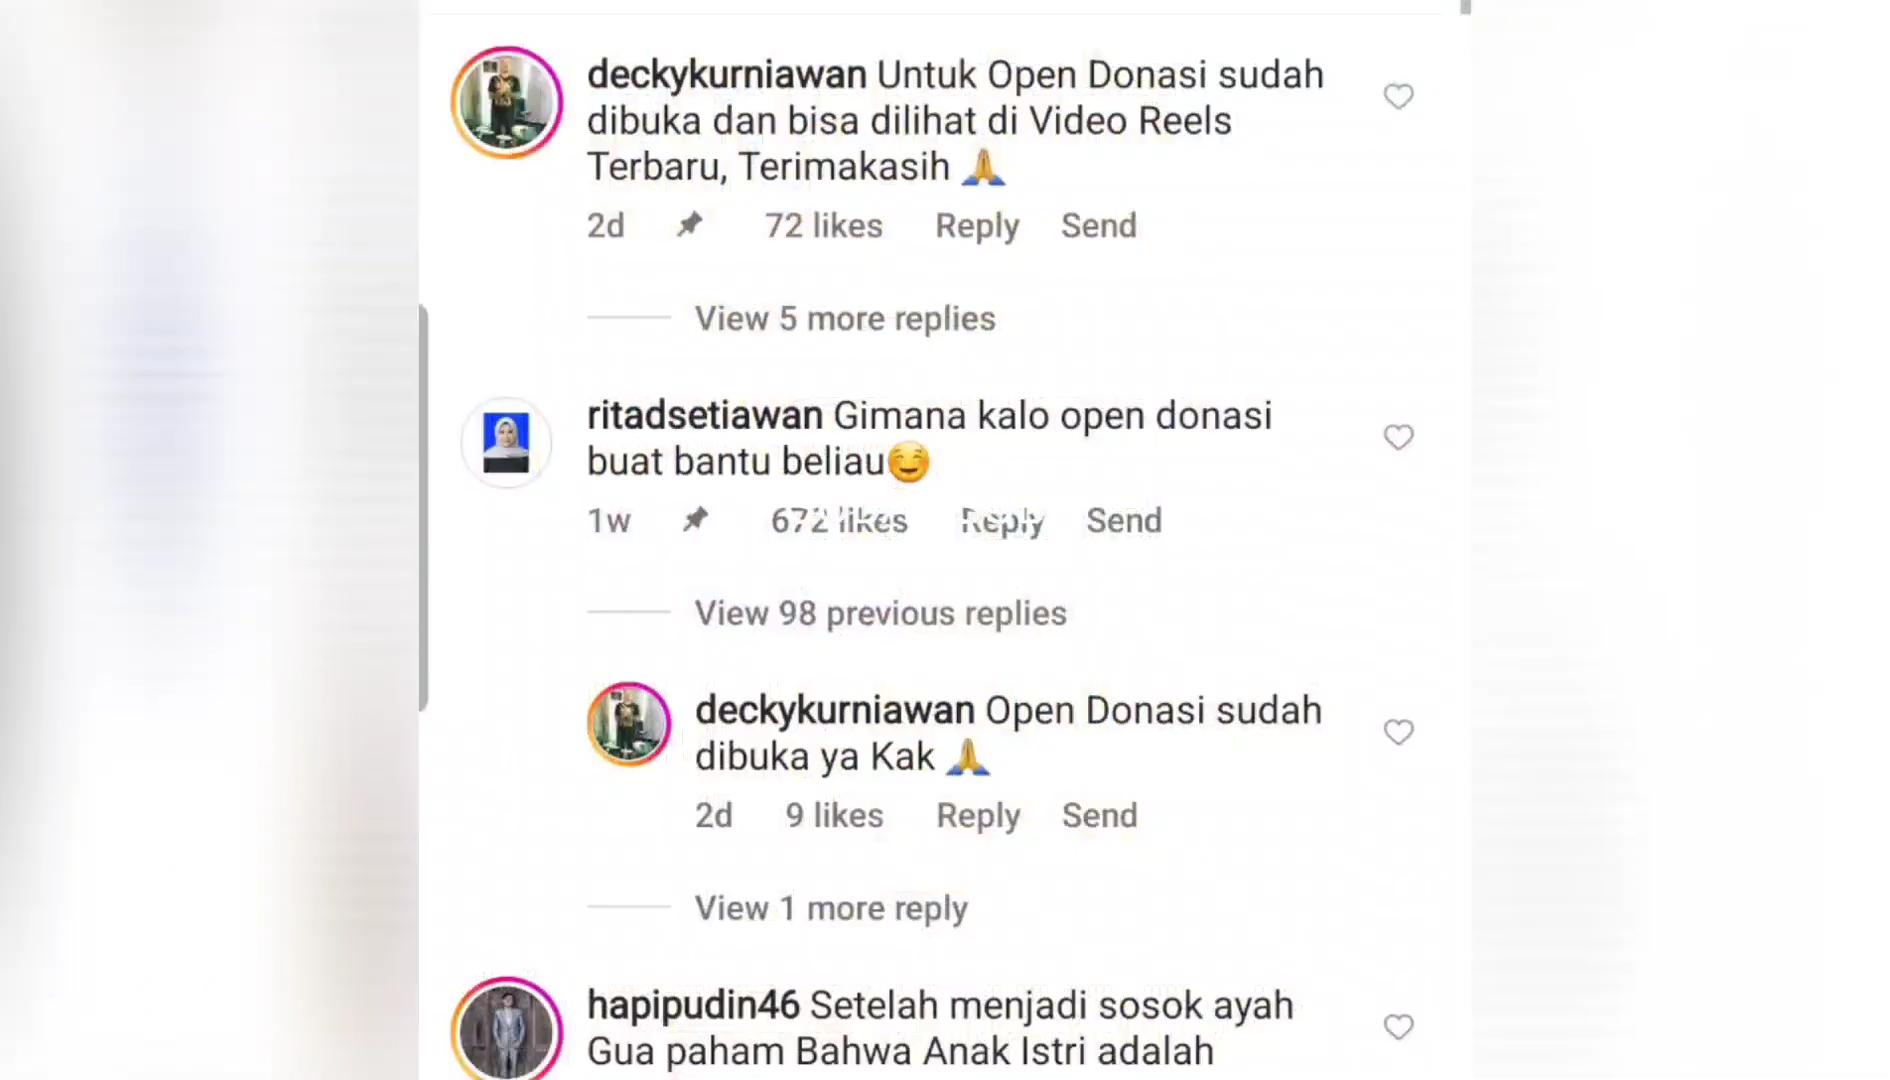 deckykurniawan Untuk Open Donasi sudah
dibuka dan bisa dilihat di Video Reels
Terbaru, Terimakasih 🙏
2d 72 likes Reply Send
View 5 more replies
ritadsetiawan Gimana kalo open donasi
buat bantu beliau☺️
1w 672 likes Reply Send
View 98 previous replies
deckykurniawan Open Donasi sudah
dibuka ya Kak 🙏
2d 9 likes Reply Send
View 1 more reply
hapipudin46 Setelah menjadi sosok ayah
Gua paham Bahwa Anak Istri adalah